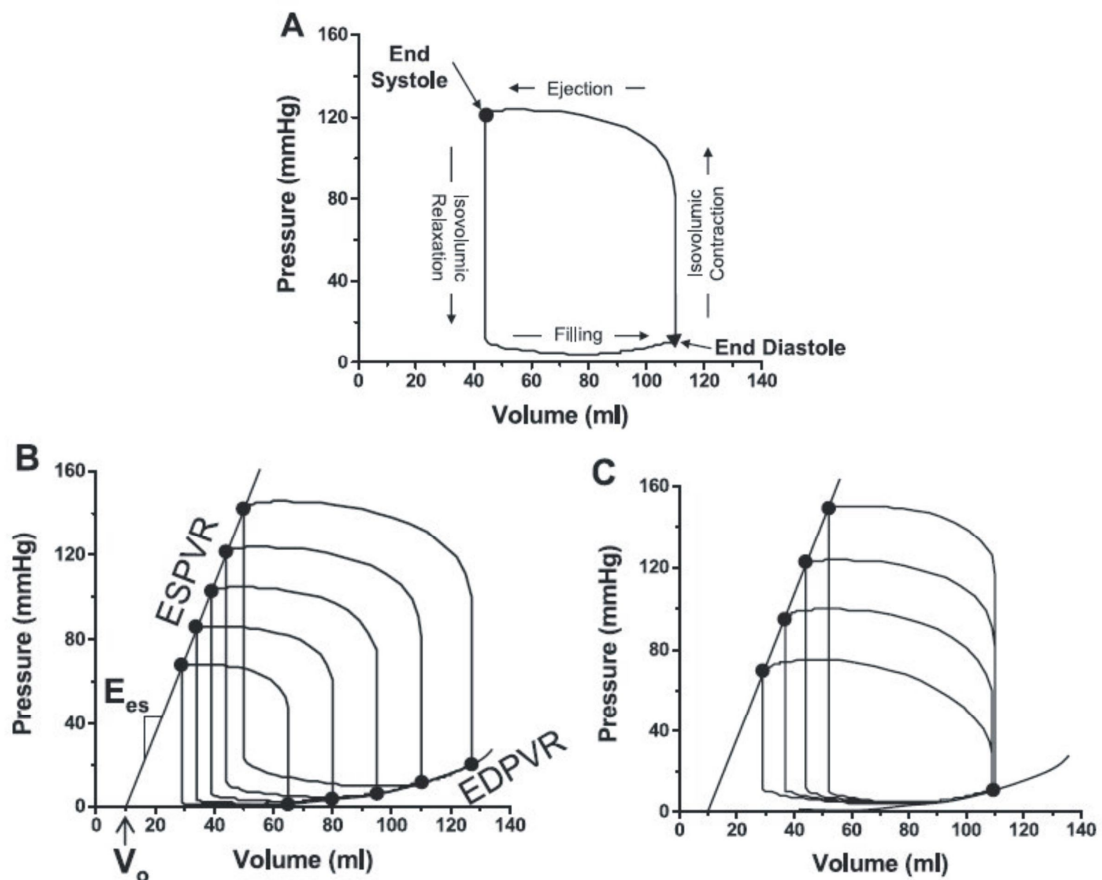 A
160
120
80
40
0
Pressure (mmHg)
End
Systole
Ejection
Isovolumic
Relaxation
Isovolumic
Contraction
Filling
End Diastole
0 20 40 60 80 100 120 140
Volume (ml)
B
160
120
80
40
0
Pressure (mmHg)
ESPVR
Ees
EDPVR
0 20 40 60 80 100 120 140
Vo
Volume (ml)
C
160
120
80
40
0
Pressure (mmHg)
0 20 40 60 80 100 120 140
Volume (ml)